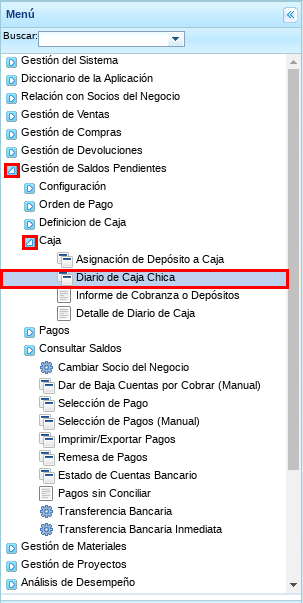 Menú
Buscar:
Gestión del Sistema
Diccionario de la Aplicación
Relación con Socios del Negocio
Gestión de Ventas
Gestión de Compras
Gestión de Devoluciones
Gestión de Saldos Pendientes
Configuración
Orden de Pago
Definicion de Caja
Caja
Asignación de Depósito a Caja
Diario de Caja Chica
Informe de Cobranza o Depósitos
Detalle de Diario de Caja
Pagos
Consultar Saldos
Cambiar Socio del Negocio
Dar de Baja Cuentas por Cobrar (Manual)
Selección de Pago
Selección de Pagos (Manual)
Imprimir/Exportar Pagos
Remesa de Pagos
Estado de Cuentas Bancario
Pagos sin Conciliar
Transferencia Bancaria
Transferencia Bancaria Inmediata
Gestión de Materiales
Gestión de Proyectos
Análisis de Desempeño